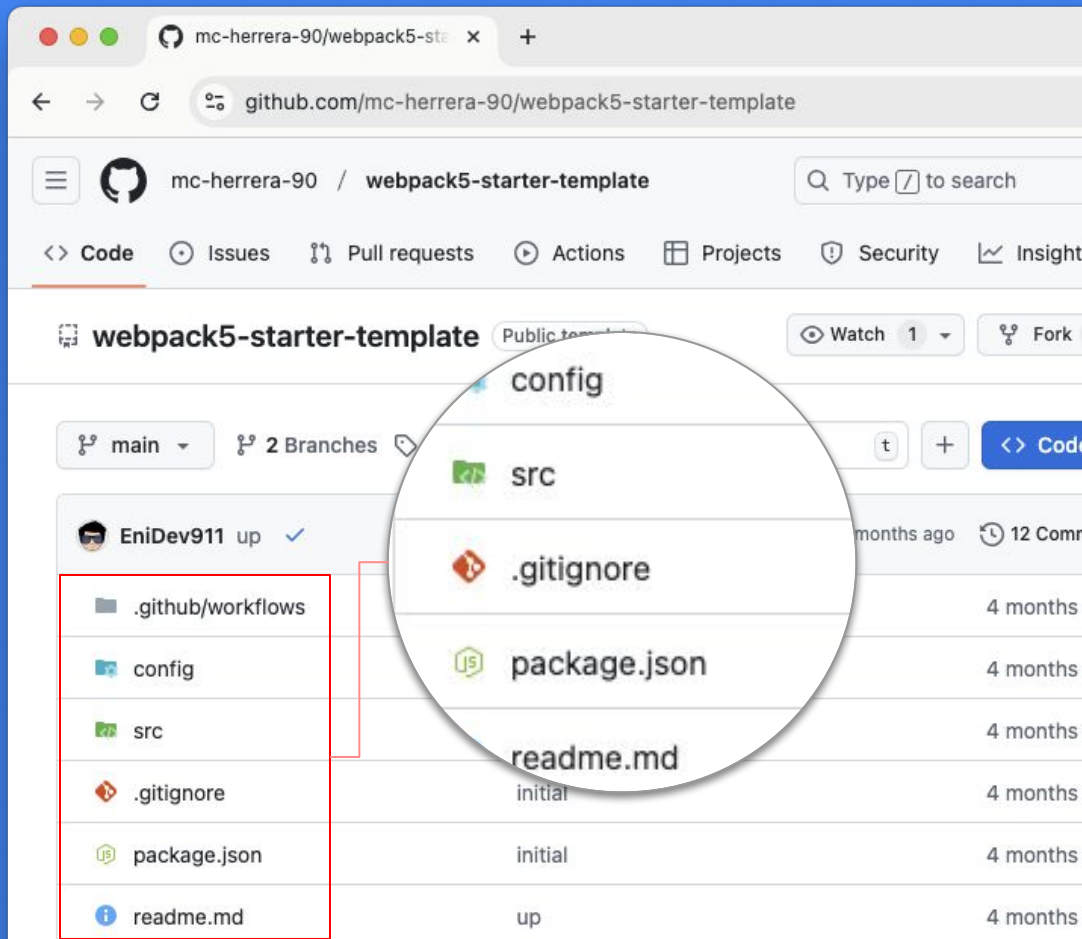 mc-herrera-90/webpack5-sta
github.com/mc-herrera-90/webpack5-starter-template
mc-herrera-90 / webpack5-starter-template
Type / to search
Code Issues Pull requests Actions Projects Security Insight
webpack5-starter-template Public template
Watch 1
Fork
main
2 Branches
t
Code
EniDev911 up
months ago
12 Comm
config
src
.gitignore
package.json
readme.md
.github/workflows
4 months
config
4 months
src
4 months
.gitignore initial 4 months
package.json initial 4 months
readme.md up 4 months